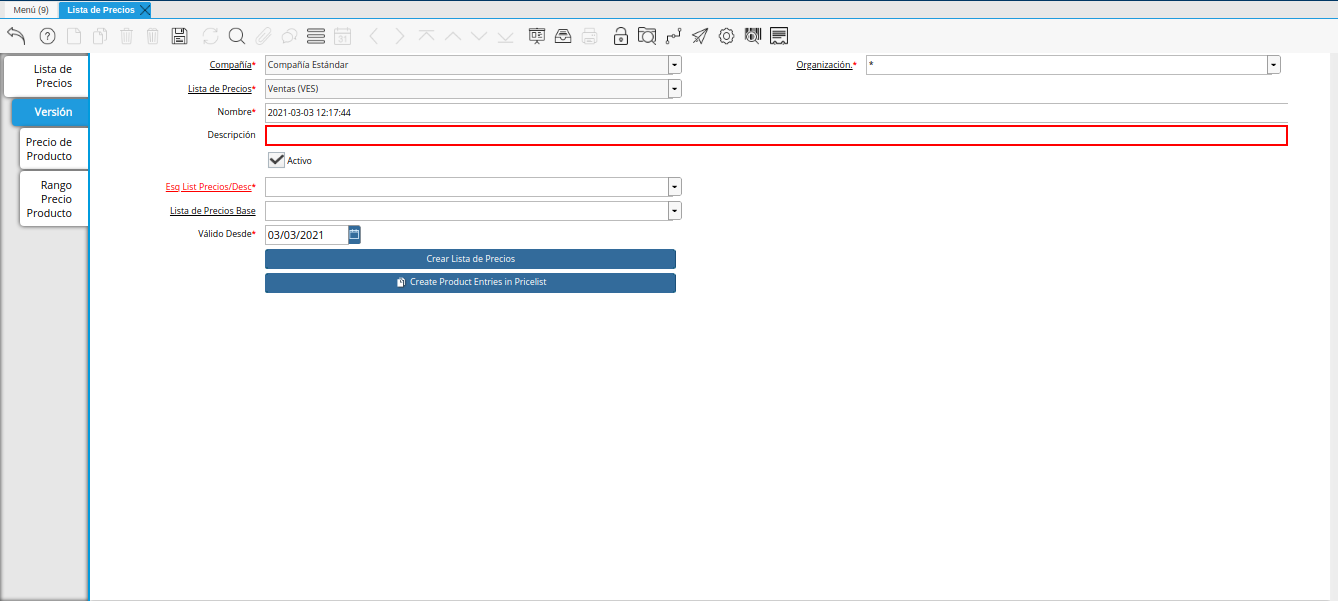 Menú (9)
Lista de Precios
31
Lista de
Precios
Versión
Precio de
Producto
Rango
Precio
Producto
Compañía*
Compañía Estándar
Organización.*
*
Lista de Precios*
Ventas (VES)
Nombre*
2021-03-03 12:17:44
Descripción
Activo
Esq List Precios/Desc*
Lista de Precios Base
Válido Desde*
03/03/2021
Crear Lista de Precios
Create Product Entries in Pricelist